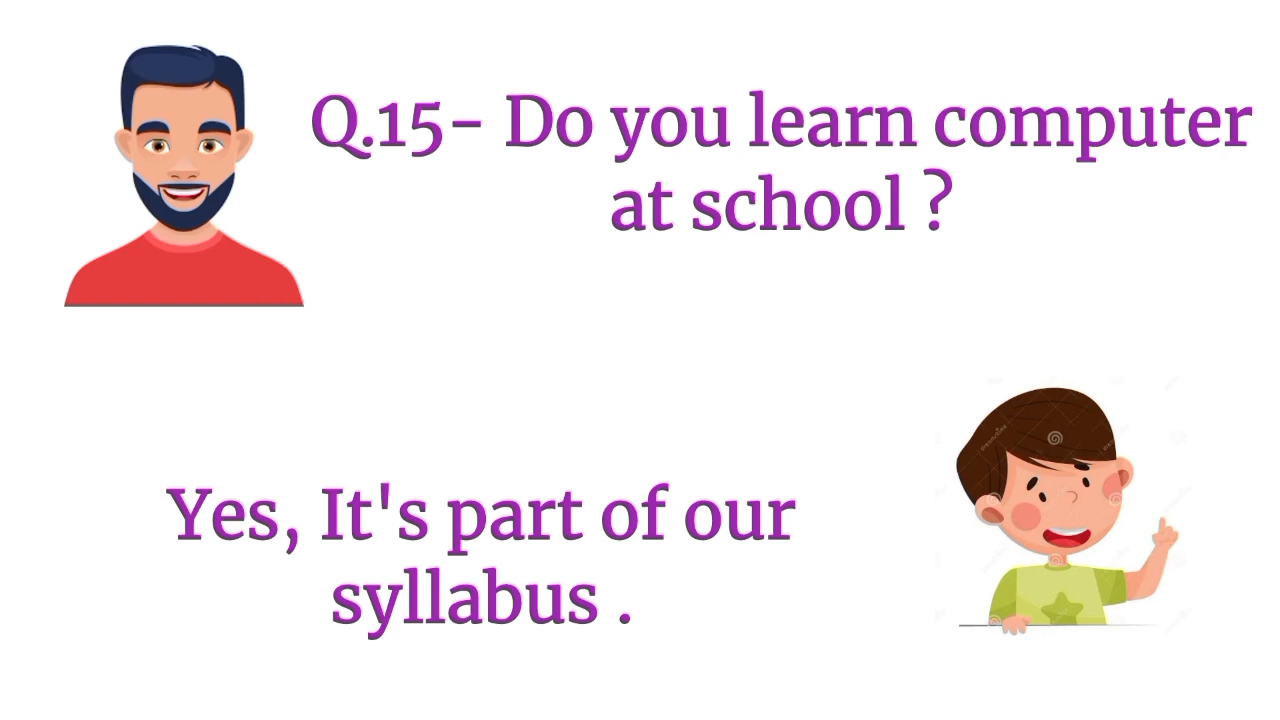 Q.15- Do you learn computer
at school ?
Yes, It's part of our
syllabus .